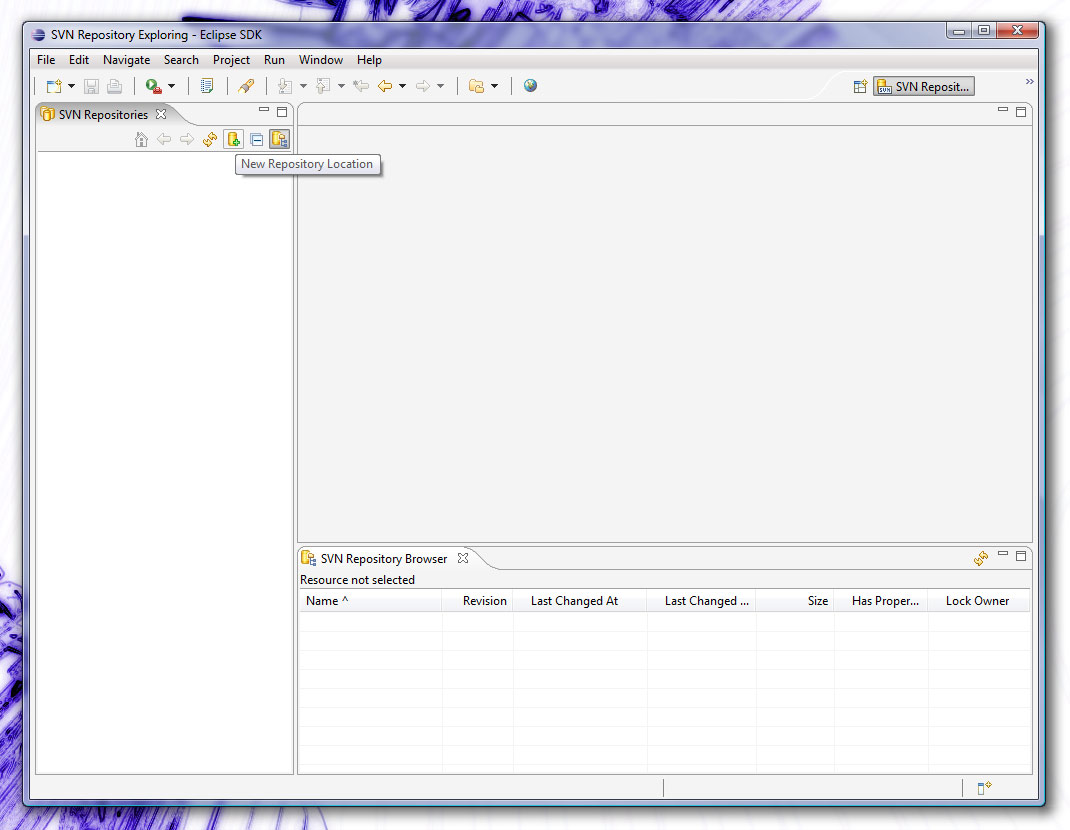 SVN Repository Exploring - Eclipse SDK
File Edit Navigate Search Project Run Window Help
SVN Reposit...
SVN Repositories
New Repository Location
SVN Repository Browser
Resource not selected
Name ^ Revision Last Changed At Last Changed ... Size Has Proper... Lock Owner